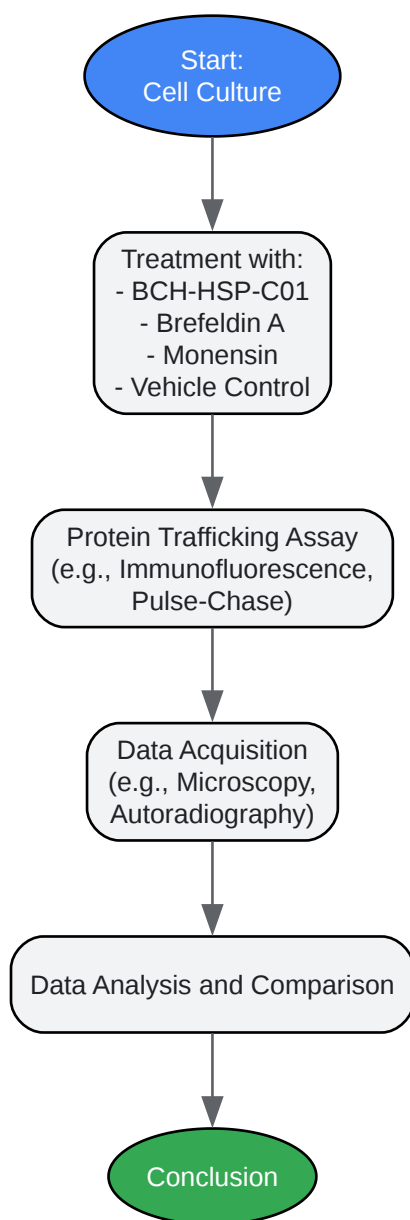 Start:
Cell Culture
Treatment with:
- BCH-HSP-C01
- Brefeldin A
- Monensin
- Vehicle Control
Protein Trafficking Assay
(e.g., Immunofluorescence,
Pulse-Chase)
Data Acquisition
(e.g., Microscopy,
Autoradiography)
Data Analysis and Comparison
Conclusion